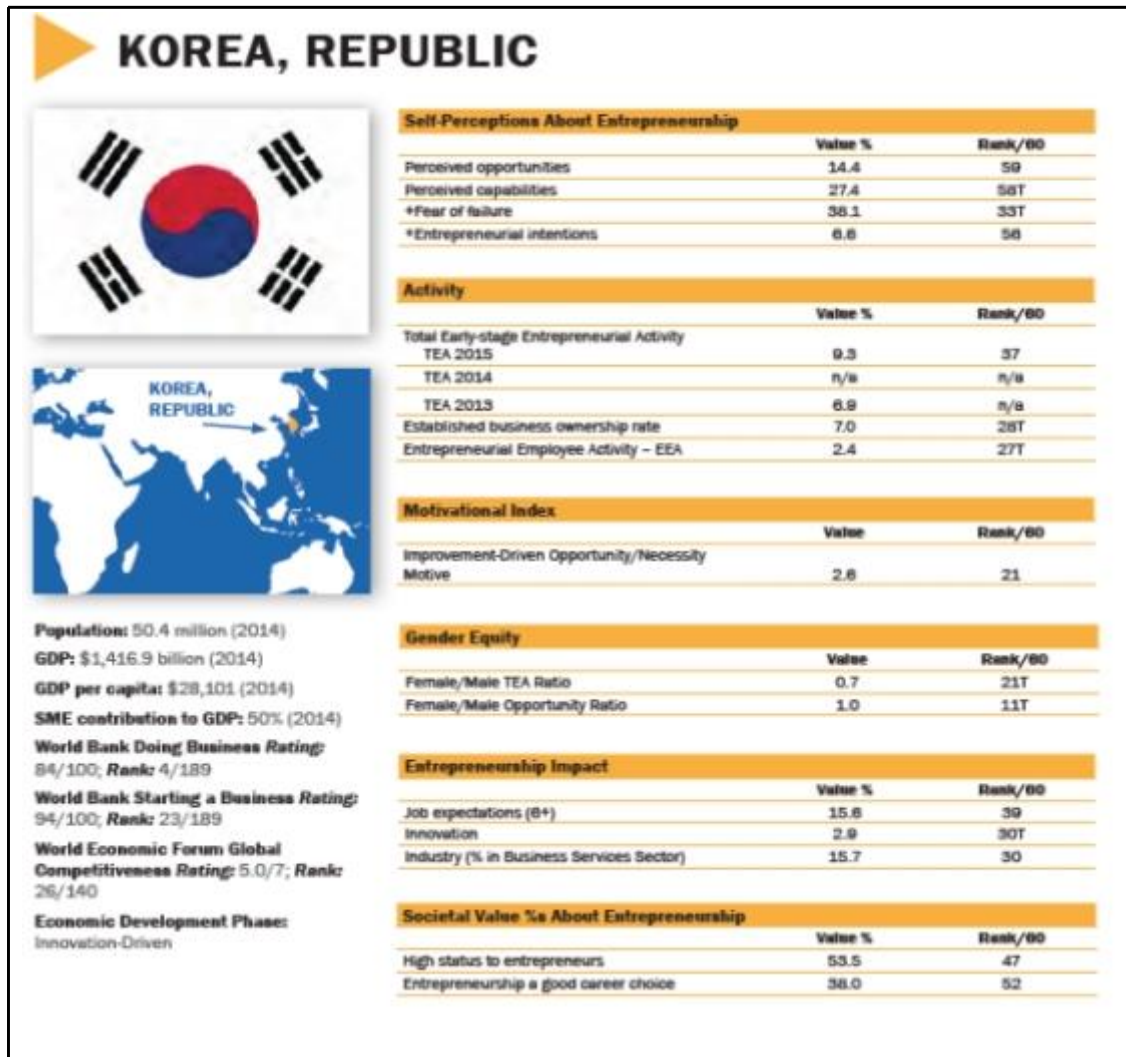 KOREA, REPUBLIC
KOREA,
REPUBLIC
Population: 50.4 million (2014)
GDP: $1,416.9 billion (2014)
GDP per capita: $28,101 (2014)
SME contribution to GDP: 50% (2014)
World Bank Doing Business Rating:
84/100; Rank: 4/189
World Bank Starting a Business Rating:
94/100; Rank: 23/189
World Economic Forum Global
Competitiveness Rating: 5.0/7; Rank:
26/140
Economic Development Phase:
Innovation-Driven
Self-Perceptions About Entrepreneurship
Value % Rank/60
Perceived opportunities 14.4 59
Perceived capabilities 27.4 58T
+Fear of failure 38.1 33T
*Entrepreneurial intentions 6.6 56
Activity
Value % Rank/60
Total Early-stage Entrepreneurial Activity
TEA 2015 9.3 37
TEA 2014 n/a n/a
TEA 2013 6.9 n/a
Established business ownership rate 7.0 28T
Entrepreneurial Employee Activity – EEA 2.4 27T
Motivational Index
Value Rank/60
Improvement-Driven Opportunity/Necessity
Motive 2.6 21
Gender Equity
Value Rank/60
Female/Male TEA Ratio 0.7 21T
Female/Male Opportunity Ratio 1.0 11T
Entrepreneurship Impact
Value % Rank/60
Job expectations (6+) 15.6 39
Innovation 2.9 30T
Industry (% in Business Services Sector) 15.7 30
Societal Value %s About Entrepreneurship
Value % Rank/60
High status to entrepreneurs 53.5 47
Entrepreneurship a good career choice 38.0 52